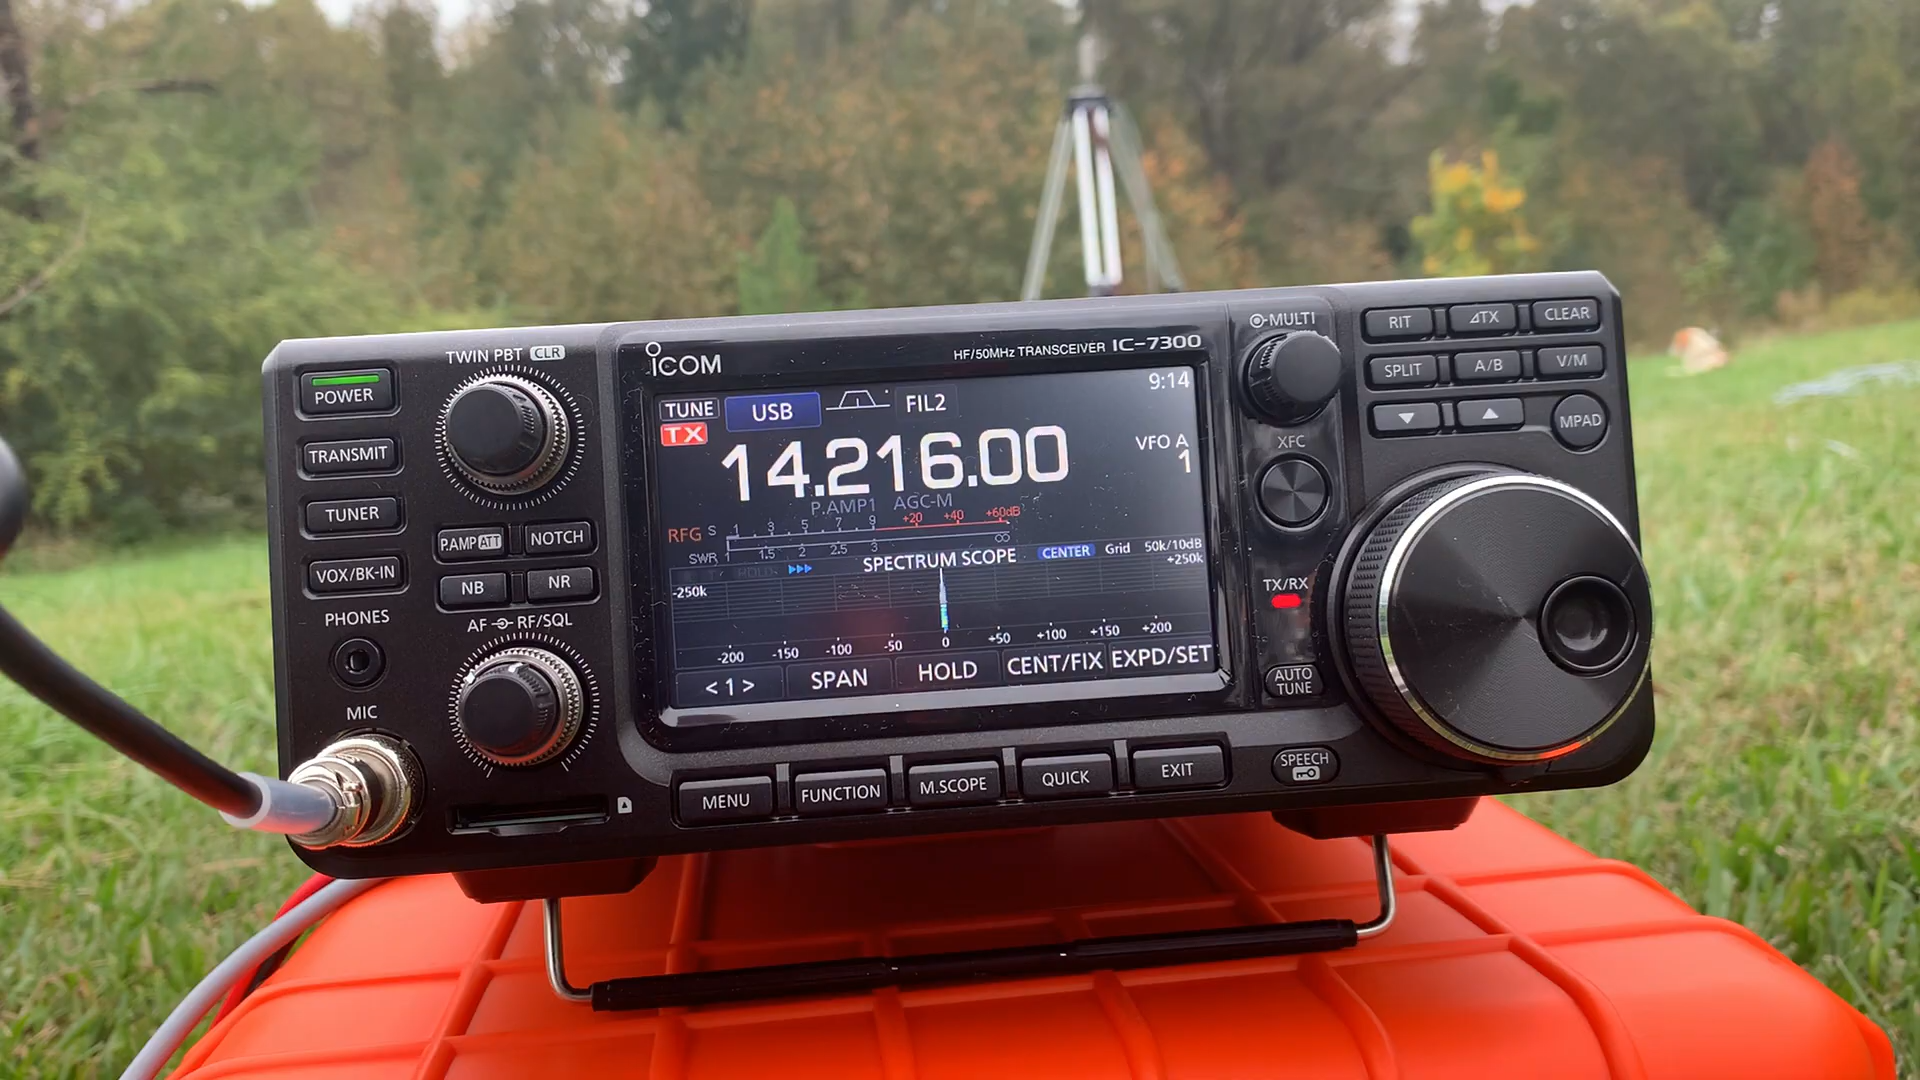 TWIN PBT CLR
POWER
TRANSMIT
TUNER
VOX/BK-IN
P.AMP ATT
NOTCH
NB
NR
PHONES
AF RF/SQL
MIC
ICOM
HF/50MHz TRANSCEIVER IC-7300
TUNE
USB
FIL2
9:14
TX
14.216.00
VFO A
1
P.AMP1 AGC-M
RFG
S 1 3 5 7 9 +20 +40 +60dB
SWR 1 1.5 2 2.5 3 ∞
HOLD
SPECTRUM SCOPE
CENTER
Grid
50k/10dB
-250k
+250k
-200 -150 -100 -50 0 +50 +100 +150 +200
<1>
SPAN
HOLD
CENT/FIX
EXPD/SET
MENU
FUNCTION
M.SCOPE
QUICK
EXIT
MULTI
XFC
TX/RX
AUTO
TUNE
SPEECH
RIT
⊿TX
CLEAR
SPLIT
A/B
V/M
▼
▲
MPAD